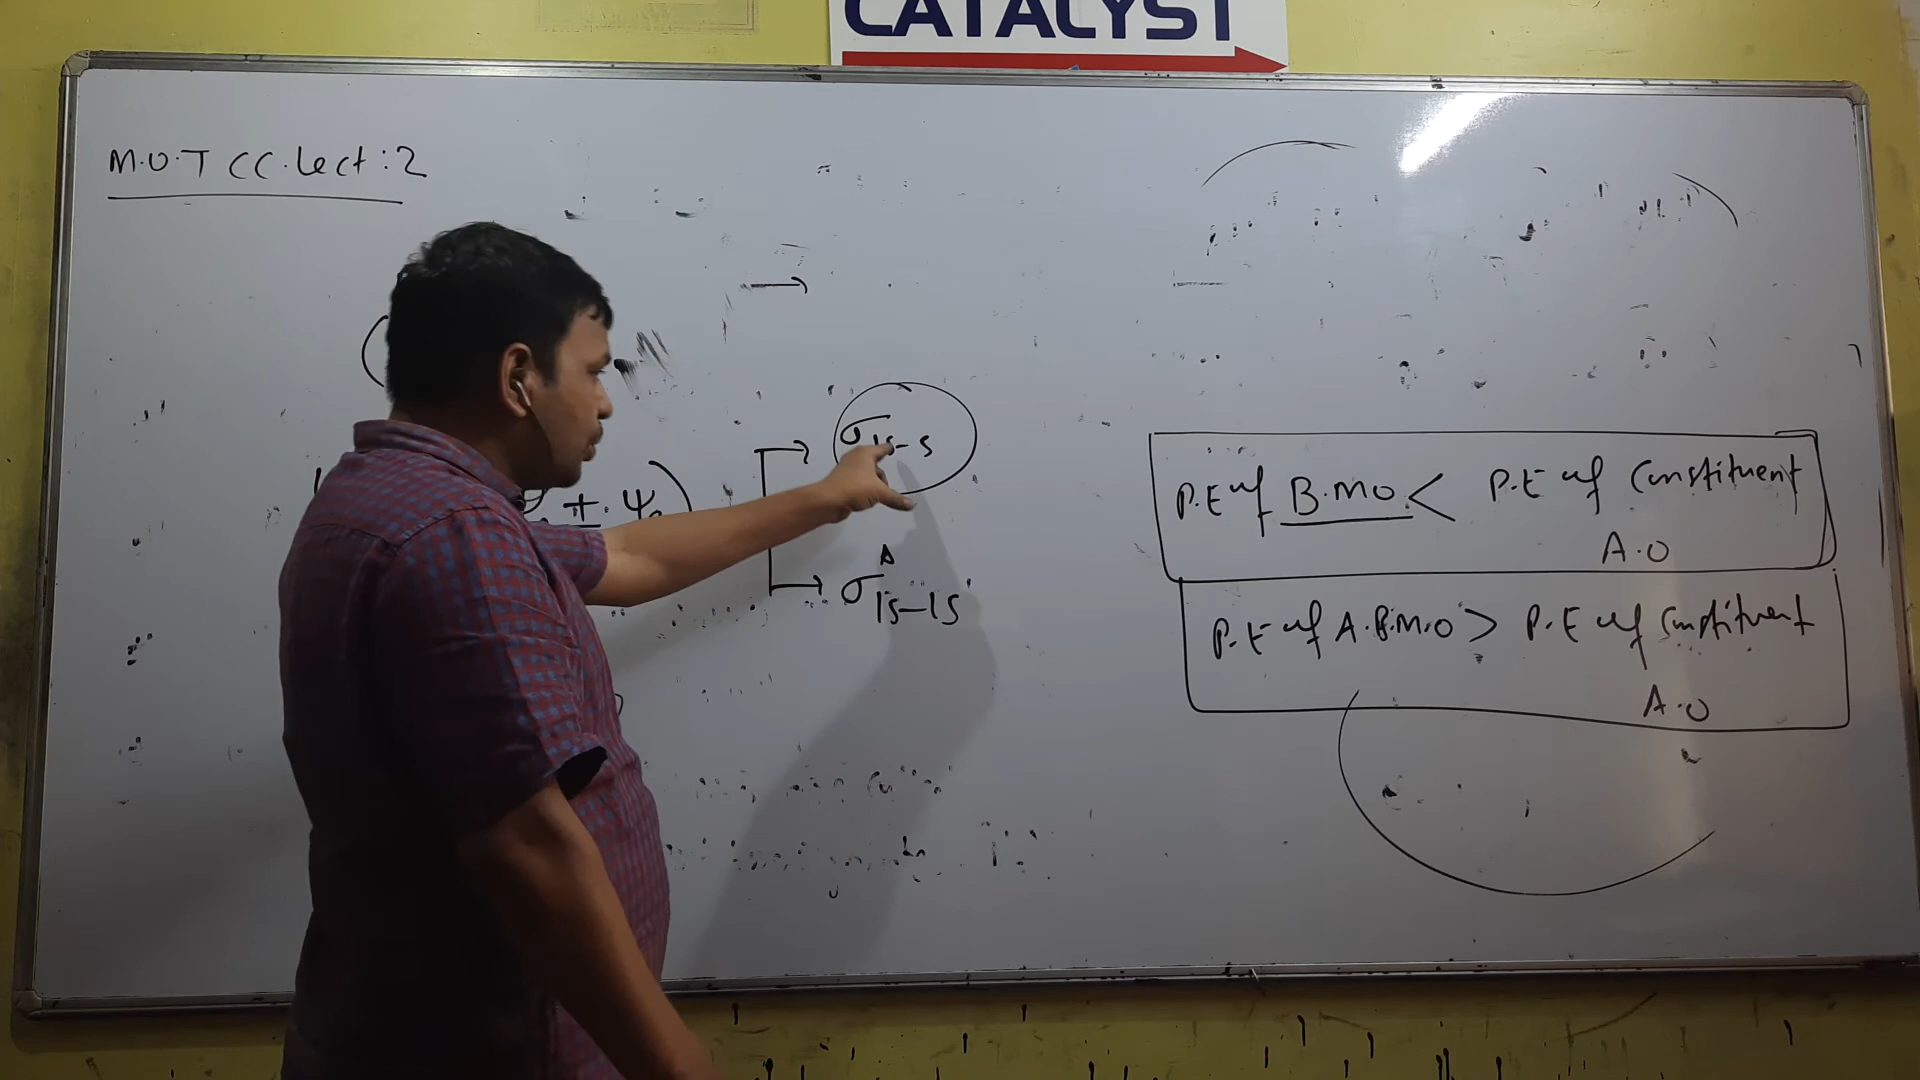 CATALYST
M.O.T CC.Lect:2
± Ψ
σ1s-s
σ*1s-1s
P.E of B.MO < P.E of Constituent
A.O
P.E of A.B.M.O > P.E of Constituent
A.O